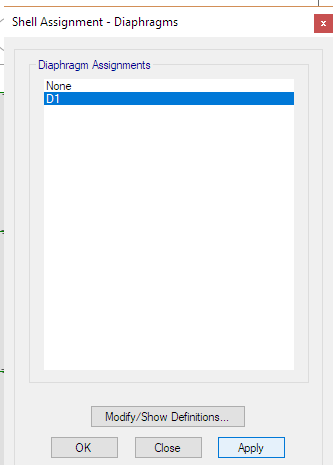 Shell Assignment - Diaphragms
x
Diaphragm Assignments
None
D1
Modify/Show Definitions...
OK Close Apply